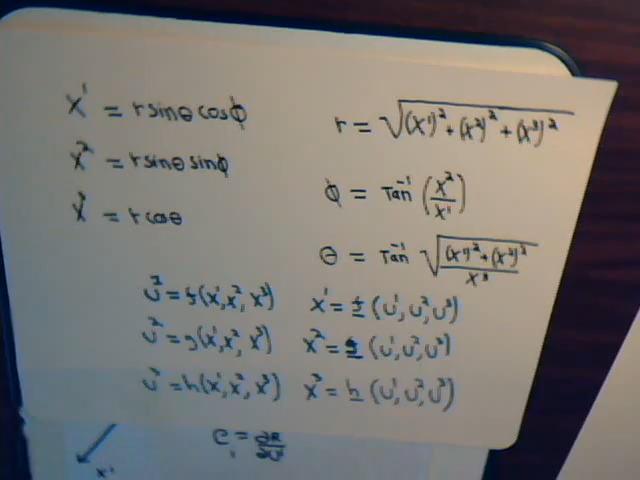 x¹ = r sinθ cosϕ
x² = r sinθ sinϕ
x³ = r cosθ
r = √((x¹)² + (x²)² + (x³)²)
ϕ = Tan⁻¹ (x²/x¹)
θ = Tan⁻¹ √((x¹)² + (x²)²/x³)
= f(x¹, x², x³) x¹ = f (u¹, u², u³)
u² = g(x¹, x², x³) x² = g (u¹, u², u³)
u³ = h(x¹, x², x³) x³ = h (u¹, u², u³)
x¹